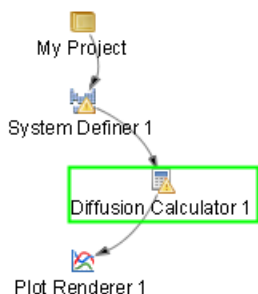 My Project
System Definer 1
Diffusion Calculator 1
Plot Renderer 1